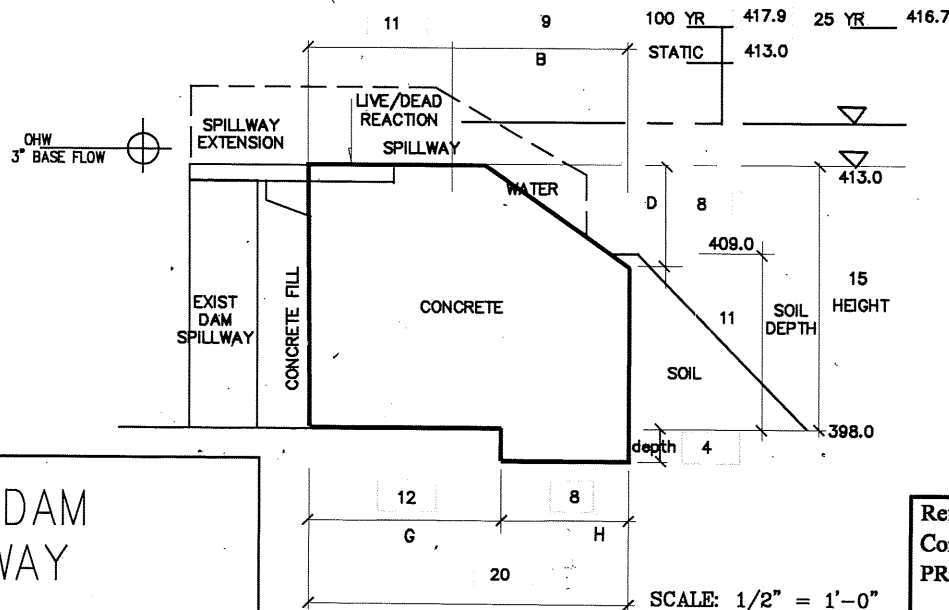 11
9
100 YR 417.9 25 YR 416.7
B
STATIC 413.0
LIVE/DEAD
REACTION
SPILLWAY
EXTENSION
SPILLWAY
OHW
3" BASE FLOW
WATER
413.0
D 8
409.0
15
HEIGHT
EXIST
DAM
SPILLWAY
CONCRETE FILL
CONCRETE
11
SOIL
DEPTH
SOIL
398.0
depth 4
12
8
G
H
20
DAM
WAY
SCALE: 1/2" = 1'-0"
Re
Co
PR